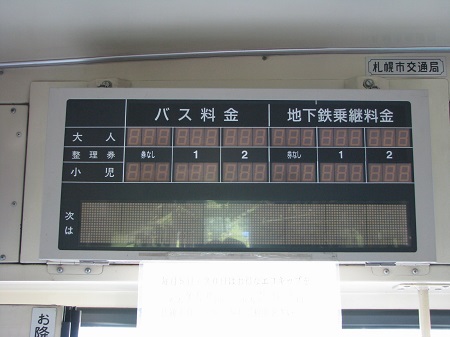 札幌市交通局
バス料金 地下鉄乗継料金
大人
整理券 券なし 1 2 券なし 1 2
小児
次は
お降